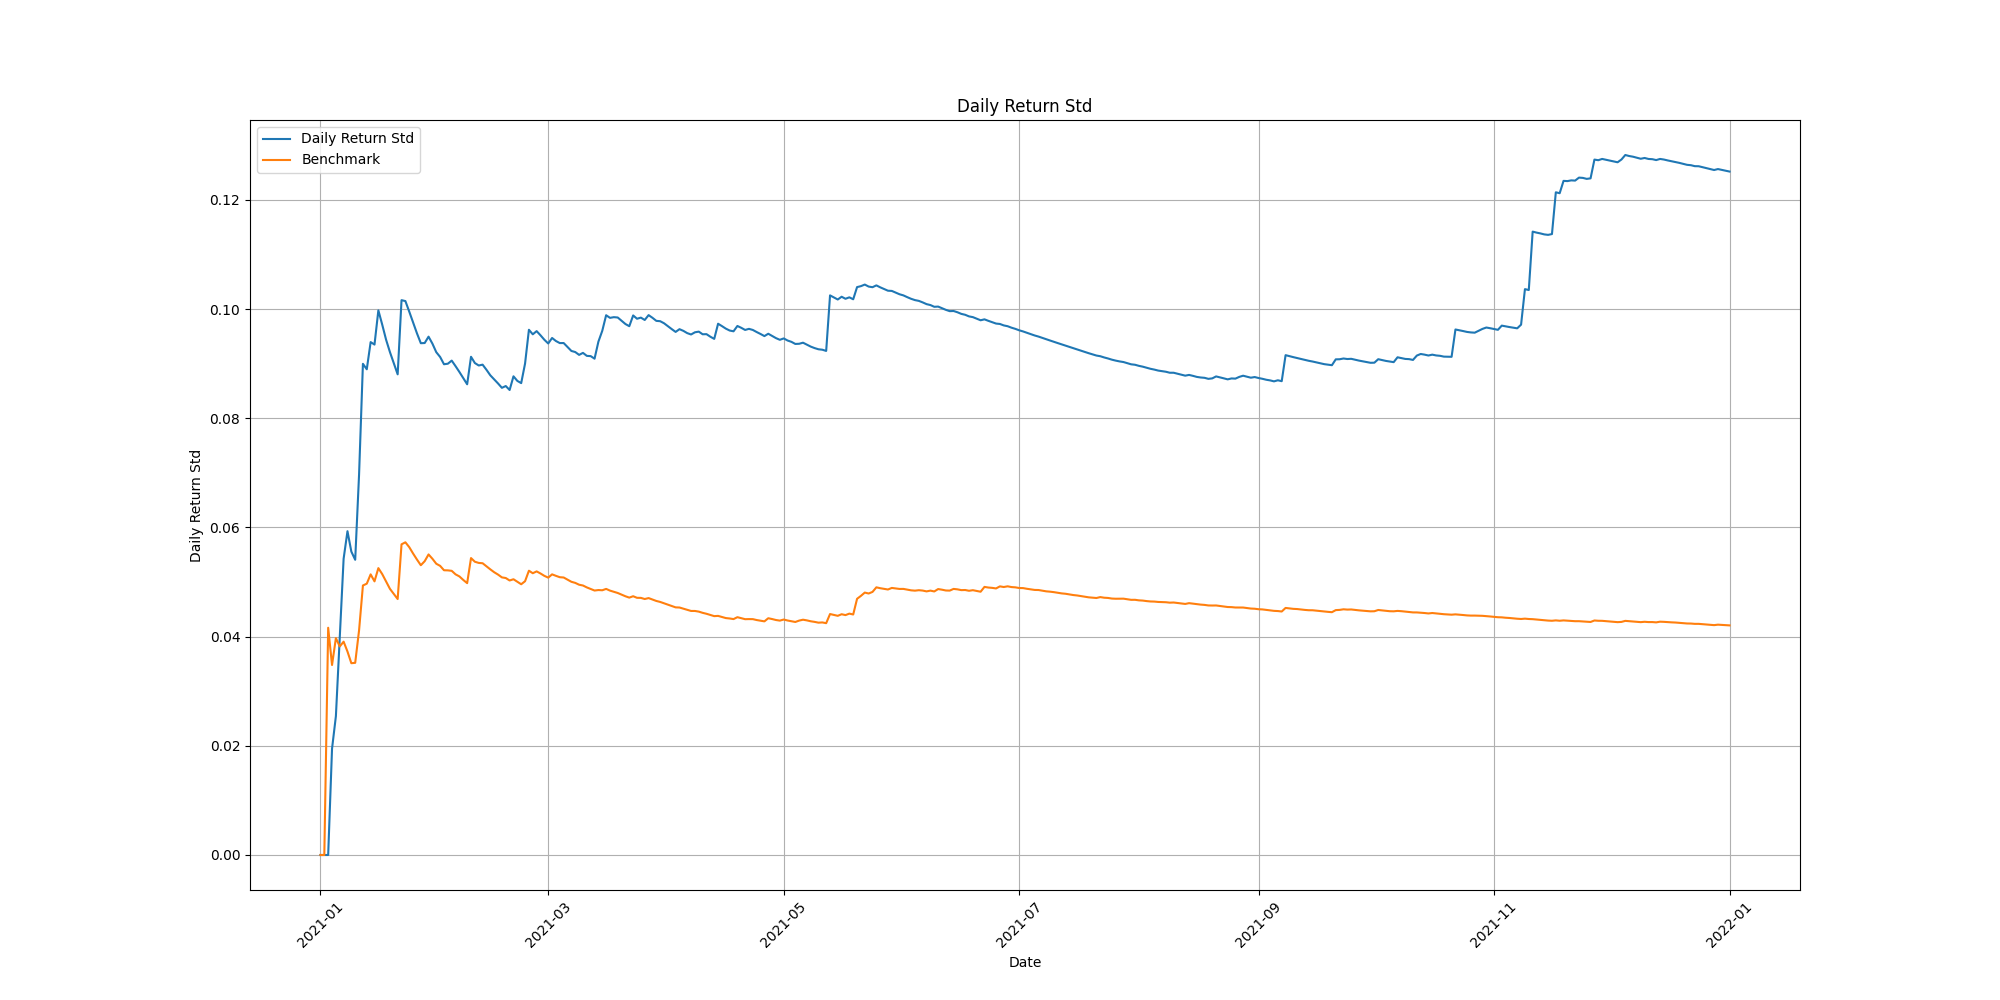 Daily Return Std
Daily Return Std
Benchmark
0.12
0.10
0.08
0.06
0.04
0.02
0.00
Daily Return Std
2021-01
2021-03
2021-05
2021-07
2021-09
2021-11
2022-01
Date